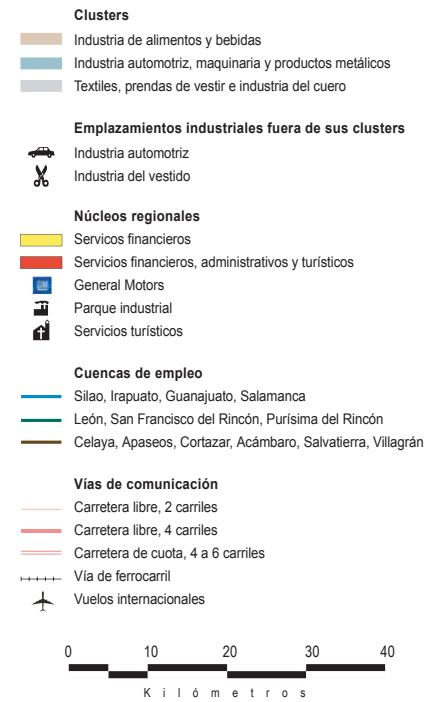 Clusters
Industria de alimentos y bebidas
Industria automotriz, maquinaria y productos metálicos
Textiles, prendas de vestir e industria del cuero
Emplazamientos industriales fuera de sus clusters
Industria automotriz
Industria del vestido
Núcleos regionales
Servicos financieros
Servicios financieros, administrativos y turísticos
General Motors
Parque industrial
Servicios turísticos
Cuencas de empleo
Silao, Irapuato, Guanajuato, Salamanca
León, San Francisco del Rincón, Purísima del Rincón
Celaya, Apaseos, Cortazar, Acámbaro, Salvatierra, Villagrán
Vías de comunicación
Carretera libre, 2 carriles
Carretera libre, 4 carriles
Carretera de cuota, 4 a 6 carriles
Vía de ferrocarril
Vuelos internacionales
0 10 20 30 40
Kilómetros